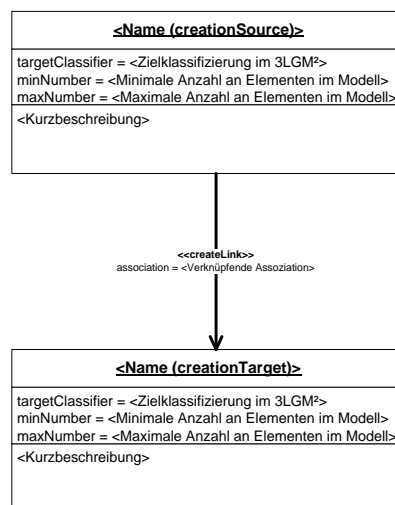 <Name (creationSource)>
targetClassifier = <Zielklassifizierung im 3LGM²>
minNumber = <Minimale Anzahl an Elementen im Modell>
maxNumber = <Maximale Anzahl an Elementen im Modell>
<Kurzbeschreibung>
<<createLink>>
association = <Verknüpfende Assoziation>
<Name (creationTarget)>
targetClassifier = <Zielklassifizierung im 3LGM²>
minNumber = <Minimale Anzahl an Elementen im Modell>
maxNumber = <Maximale Anzahl an Elementen im Modell>
<Kurzbeschreibung>